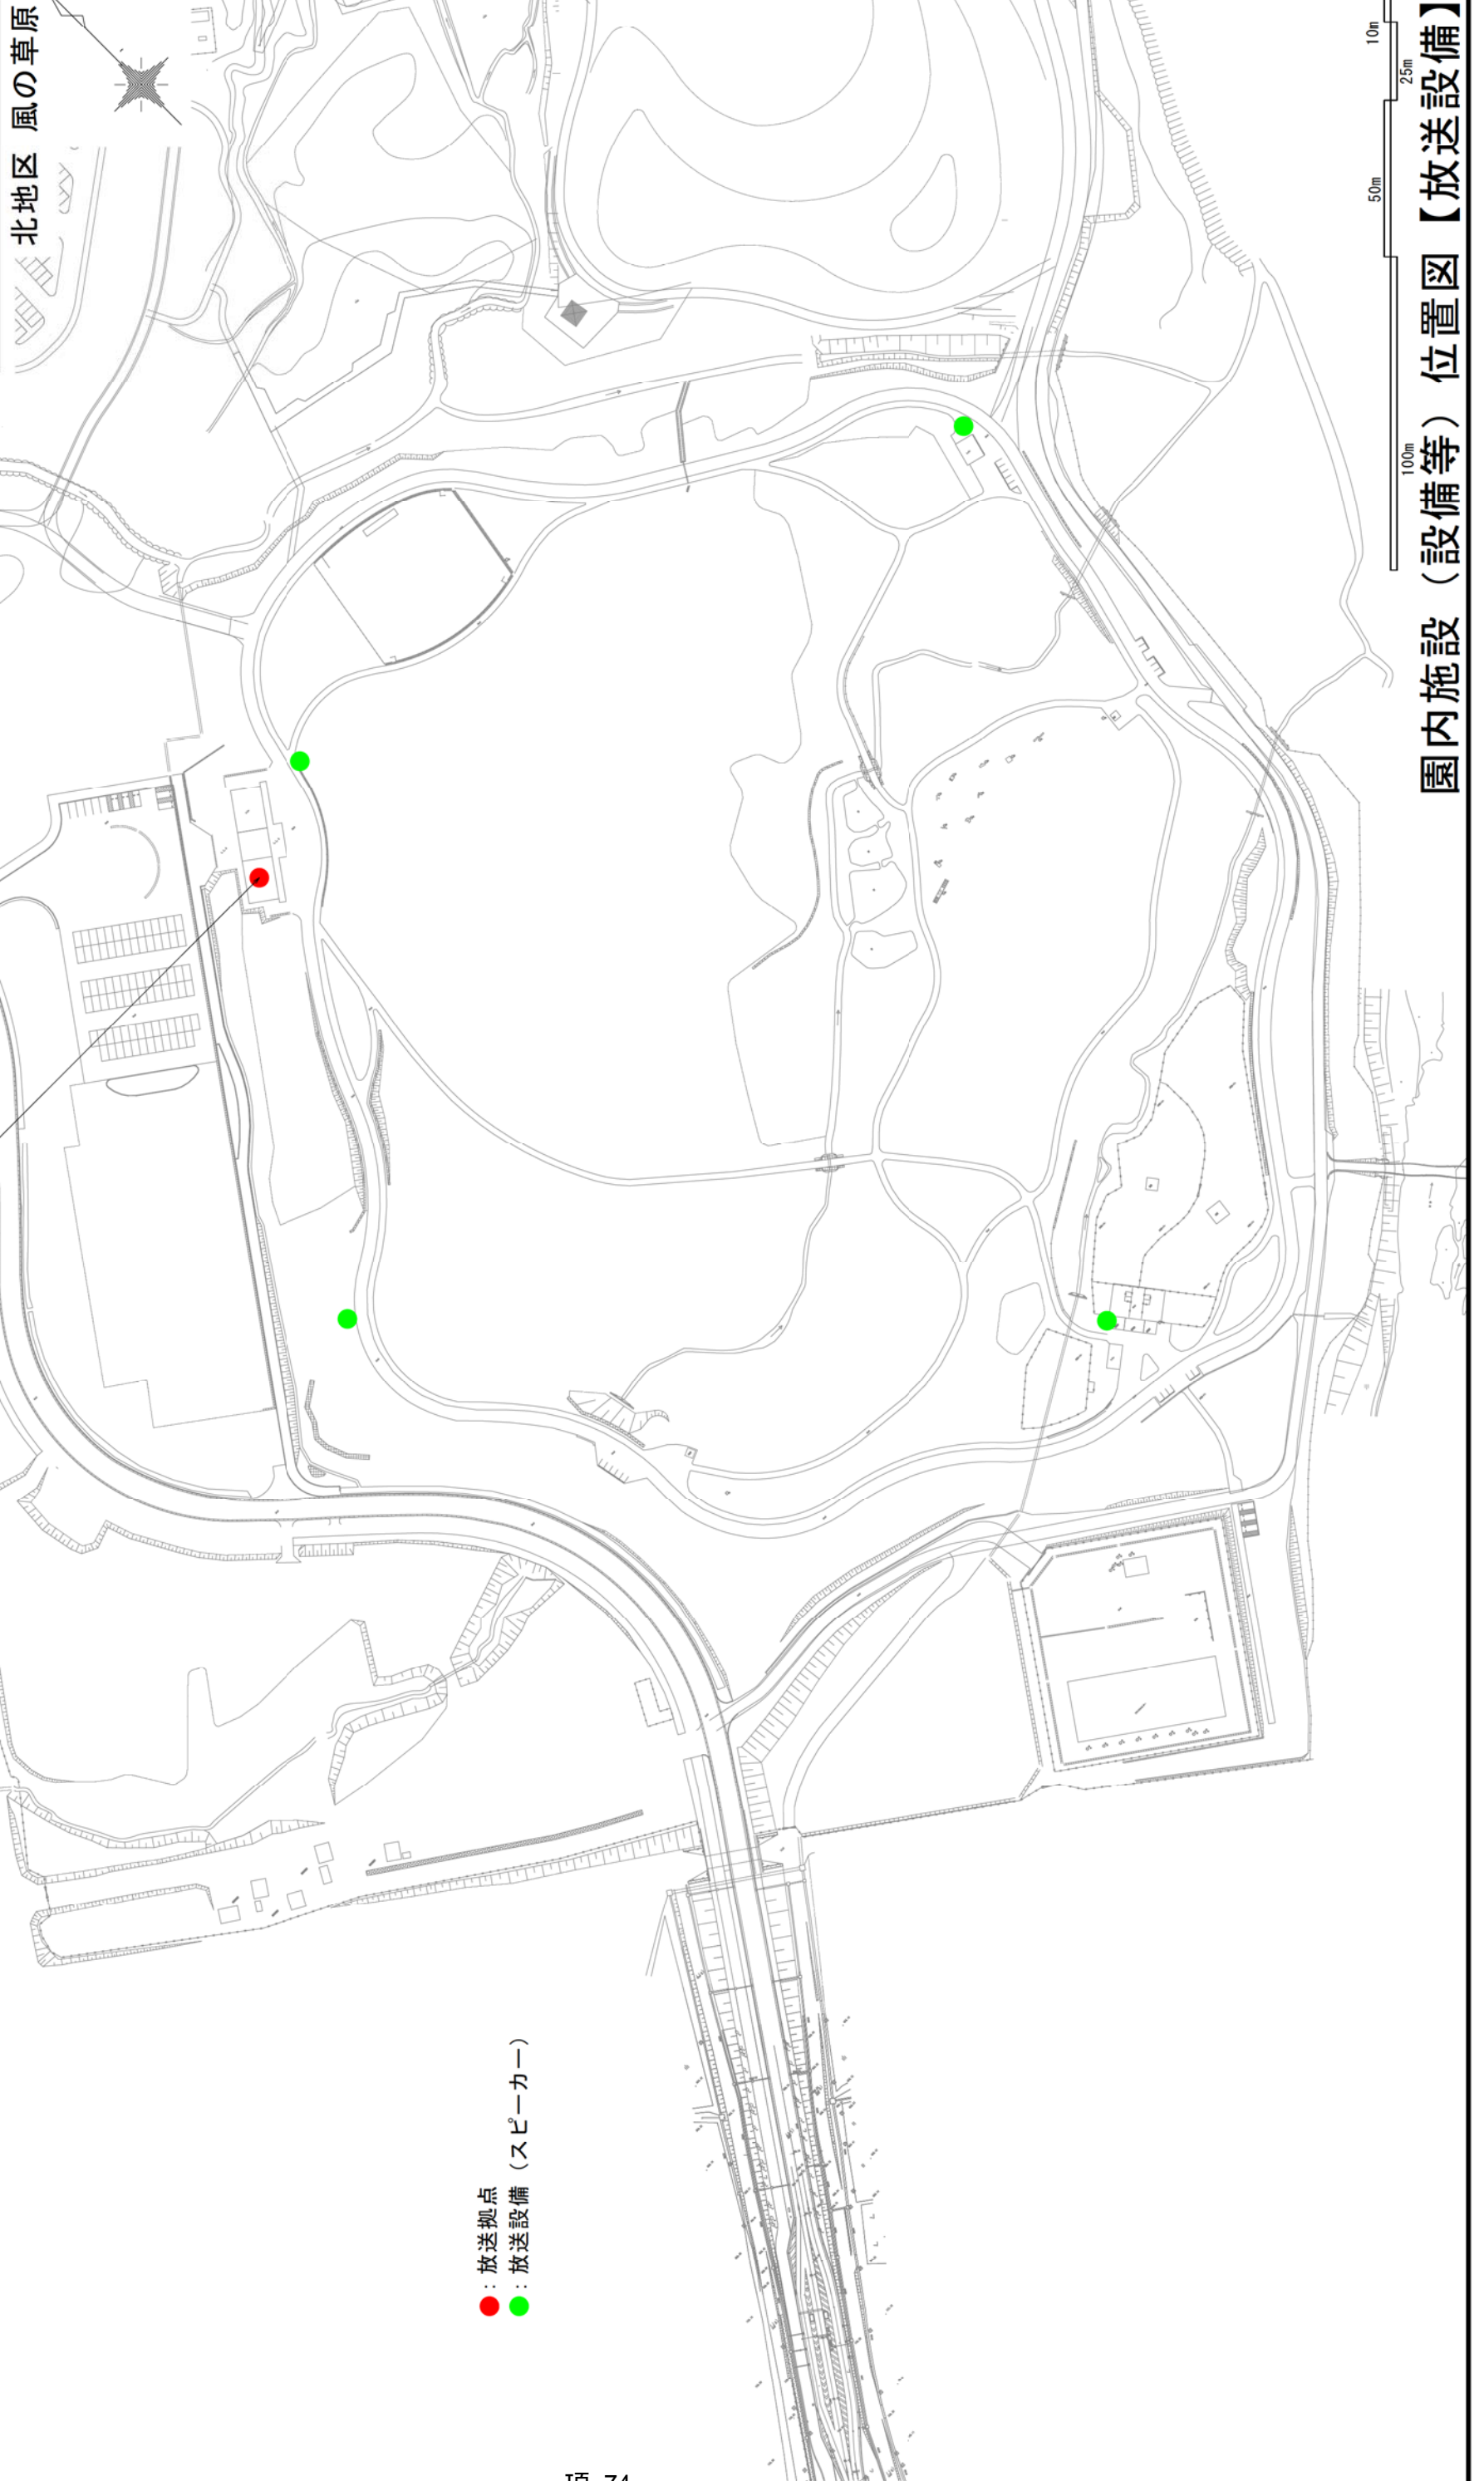 北地区 風の草原
園内施設（設備等）位置図【放送設備】
10m
25m
50m
100m
：放送拠点
：放送設備（スピーカー）